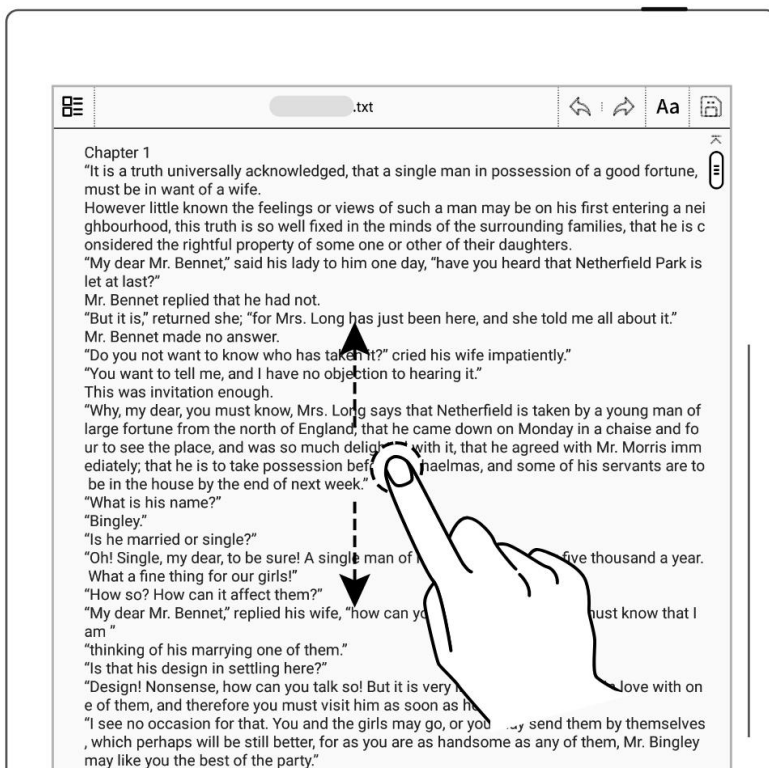 .txt
Aa
Chapter 1
“It is a truth universally acknowledged, that a single man in possession of a good fortune,
must be in want of a wife.
However little known the feelings or views of such a man may be on his first entering a nei
ghbourhood, this truth is so well fixed in the minds of the surrounding families, that he is c
onsidered the rightful property of some one or other of their daughters.
“My dear Mr. Bennet,” said his lady to him one day, “have you heard that Netherfield Park is
let at last?”
Mr. Bennet replied that he had not.
“But it is,” returned she; “for Mrs. Long has just been here, and she told me all about it.”
Mr. Bennet made no answer.
“Do you not want to know who has taken it?” cried his wife impatiently.”
“You want to tell me, and I have no objection to hearing it.”
This was invitation enough.
“Why, my dear, you must know, Mrs. Long says that Netherfield is taken by a young man of
large fortune from the north of England; that he came down on Monday in a chaise and fo
ur to see the place, and was so much with it, that he agreed with Mr. Morris imm
ediately; that he is to take possession and some of his servants are to
be in the house by the end of next week.”
“What is his name?”
“Bingley.”
“Is he married or single?”
“Oh! Single, my dear, to be sure! A single man of five thousand a year.
What a fine thing for our girls!”
“How so? How can it affect them?”
“My dear Mr. Bennet,” replied his wife, “how can must know that I
am ”
“thinking of his marrying one of them.”
“Is that his design in settling here?”
“Design! Nonsense, how can you talk so! But it is very love with on
e of them, and therefore you must visit him as soon as
“I see no occasion for that. You and the girls may go, or you may send them by themselves
, which perhaps will be still better, for as you are as handsome as any of them, Mr. Bingley
may like you the best of the party.”